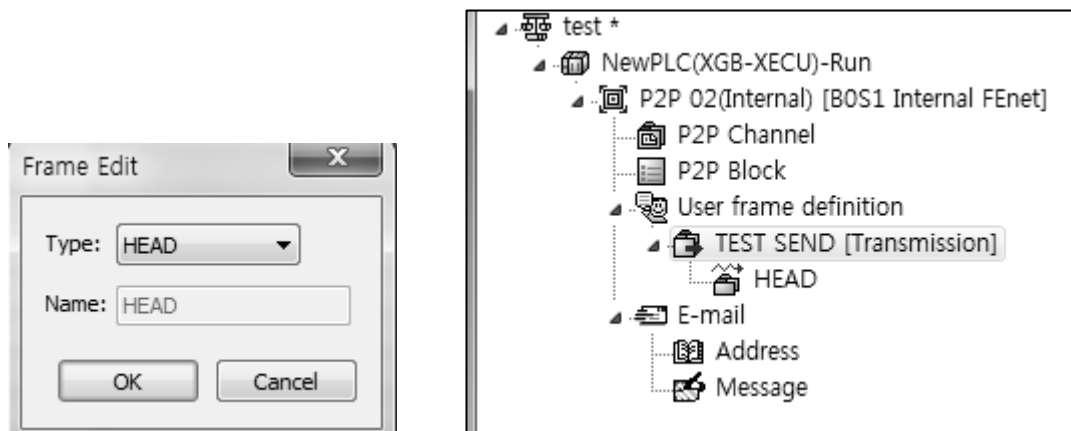 Frame Edit
X
Type: HEAD
Name: HEAD
OK Cancel
test *
NewPLC(XGB-XECU)-Run
P2P 02(Internal) [B0S1 Internal FEnet]
P2P Channel
P2P Block
User frame definition
TEST SEND [Transmission]
HEAD
E-mail
Address
Message